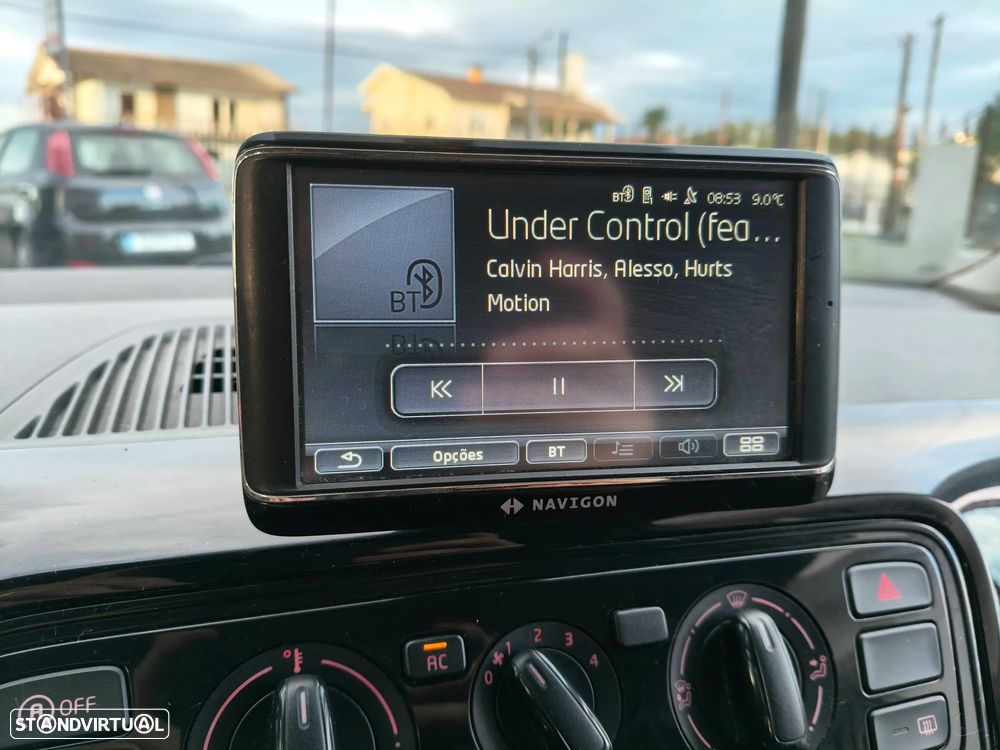 BT 08:53 9.0°C
Under Control (fea...
Calvin Harris, Alesso, Hurts
Motion
BT
Opções BT
NAVIGON
AC
0 1 2 3 4
A OFF
STANDVIRTUAL